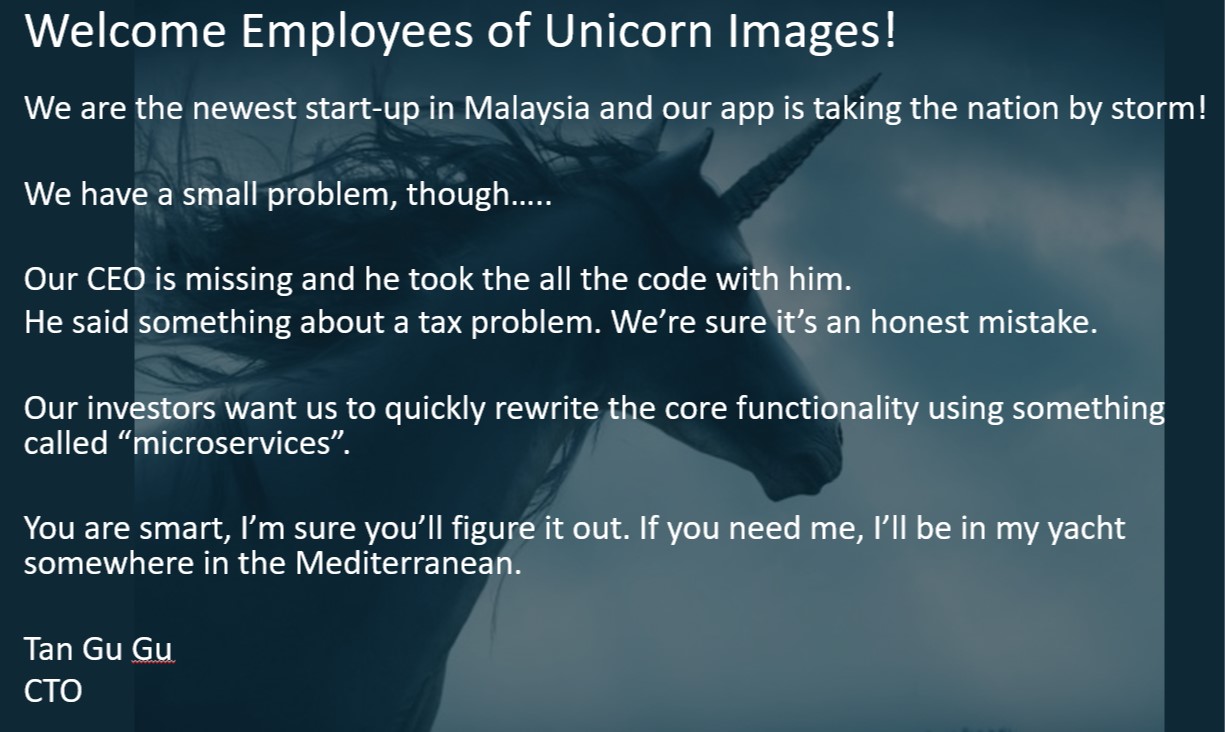 Welcome Employees of Unicorn Images!
We are the newest start-up in Malaysia and our app is taking the nation by storm!
We have a small problem, though…..
Our CEO is missing and he took the all the code with him.
He said something about a tax problem. We’re sure it’s an honest mistake.
Our investors want us to quickly rewrite the core functionality using something
called “microservices”.
You are smart, I’m sure you’ll figure it out. If you need me, I’ll be in my yacht
somewhere in the Mediterranean.
Tan Gu Gu
CTO